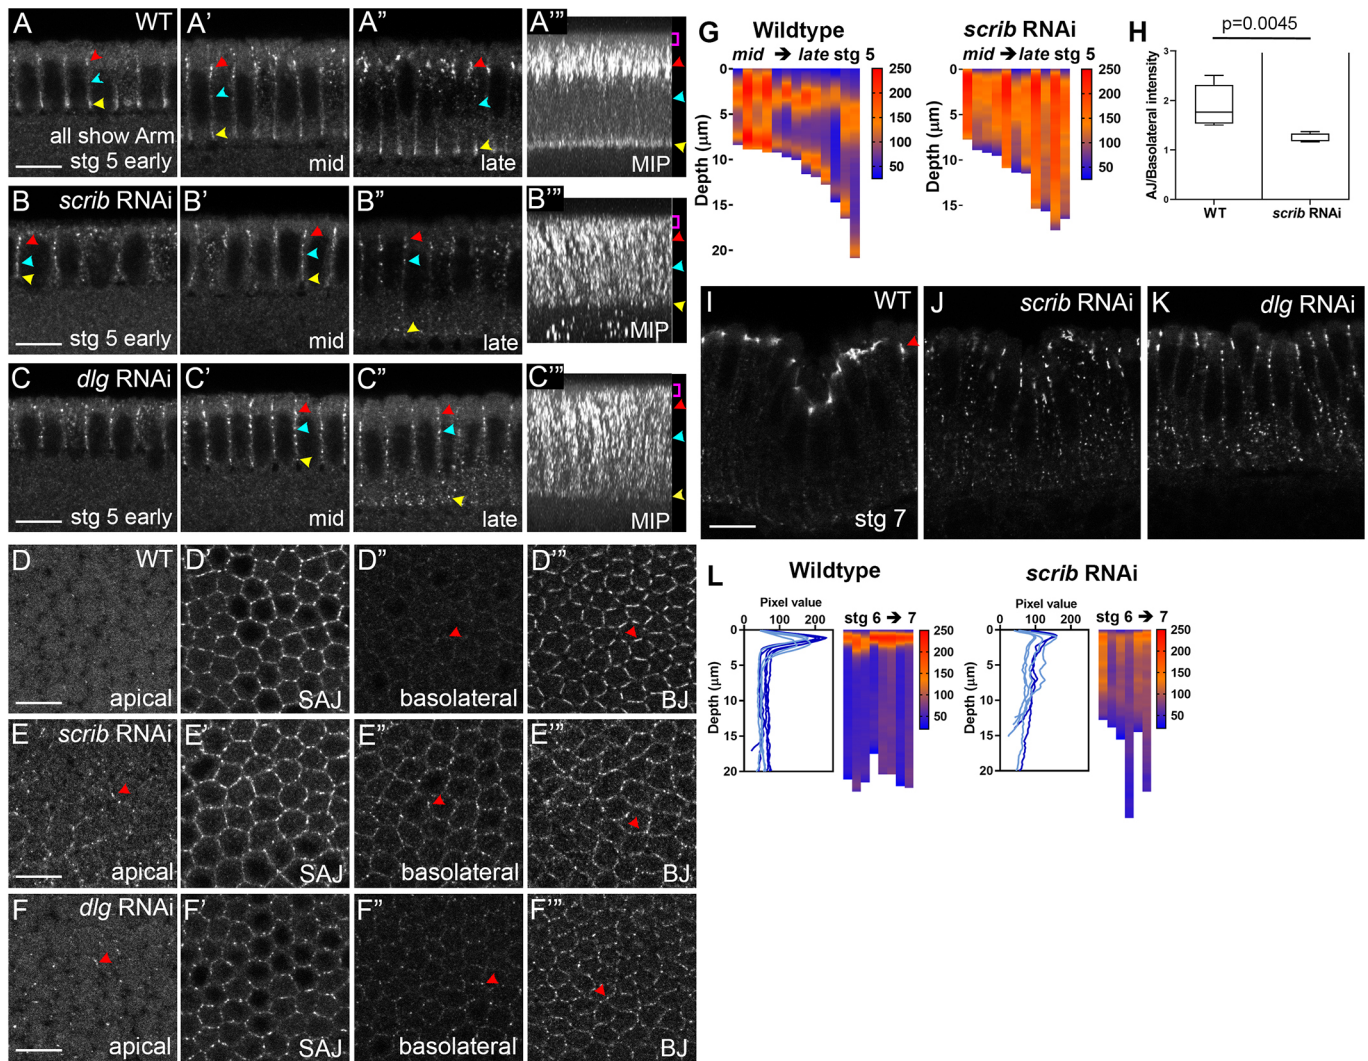 A WT
all show Arm
stg 5 early
A'
mid
A"
late
A'"
MIP
B scrib RNAi
stg 5 early
B'
mid
B"
late
B'"
MIP
C dlg RNAi
stg 5 early
C'
mid
C"
late
C'"
MIP
D WT
apical
D'
SAJ
D"
basolateral
D'"
BJ
E scrib RNAi
apical
E'
SAJ
E"
basolateral
E'"
BJ
F dlg RNAi
apical
F'
SAJ
F"
basolateral
F'"
BJ
G Wildtype
mid → late stg 5
Depth (µm)
0
5
10
15
20
250
200
150
100
50
scrib RNAi
mid → late stg 5
Depth (µm)
0
5
10
15
250
200
150
100
50
H p=0.0045
AJ/Basolateral intensity
3
2
1
0
WT scrib RNAi
I WT
stg 7
J scrib RNAi
K dlg RNAi
L Wildtype
Pixel value
0 100 200
Depth (µm)
0
5
10
15
20
stg 6 → 7
250
200
150
100
50
scrib RNAi
Pixel value
0 100 200
Depth (µm)
0
5
10
15
20
stg 6 → 7
250
200
150
100
50